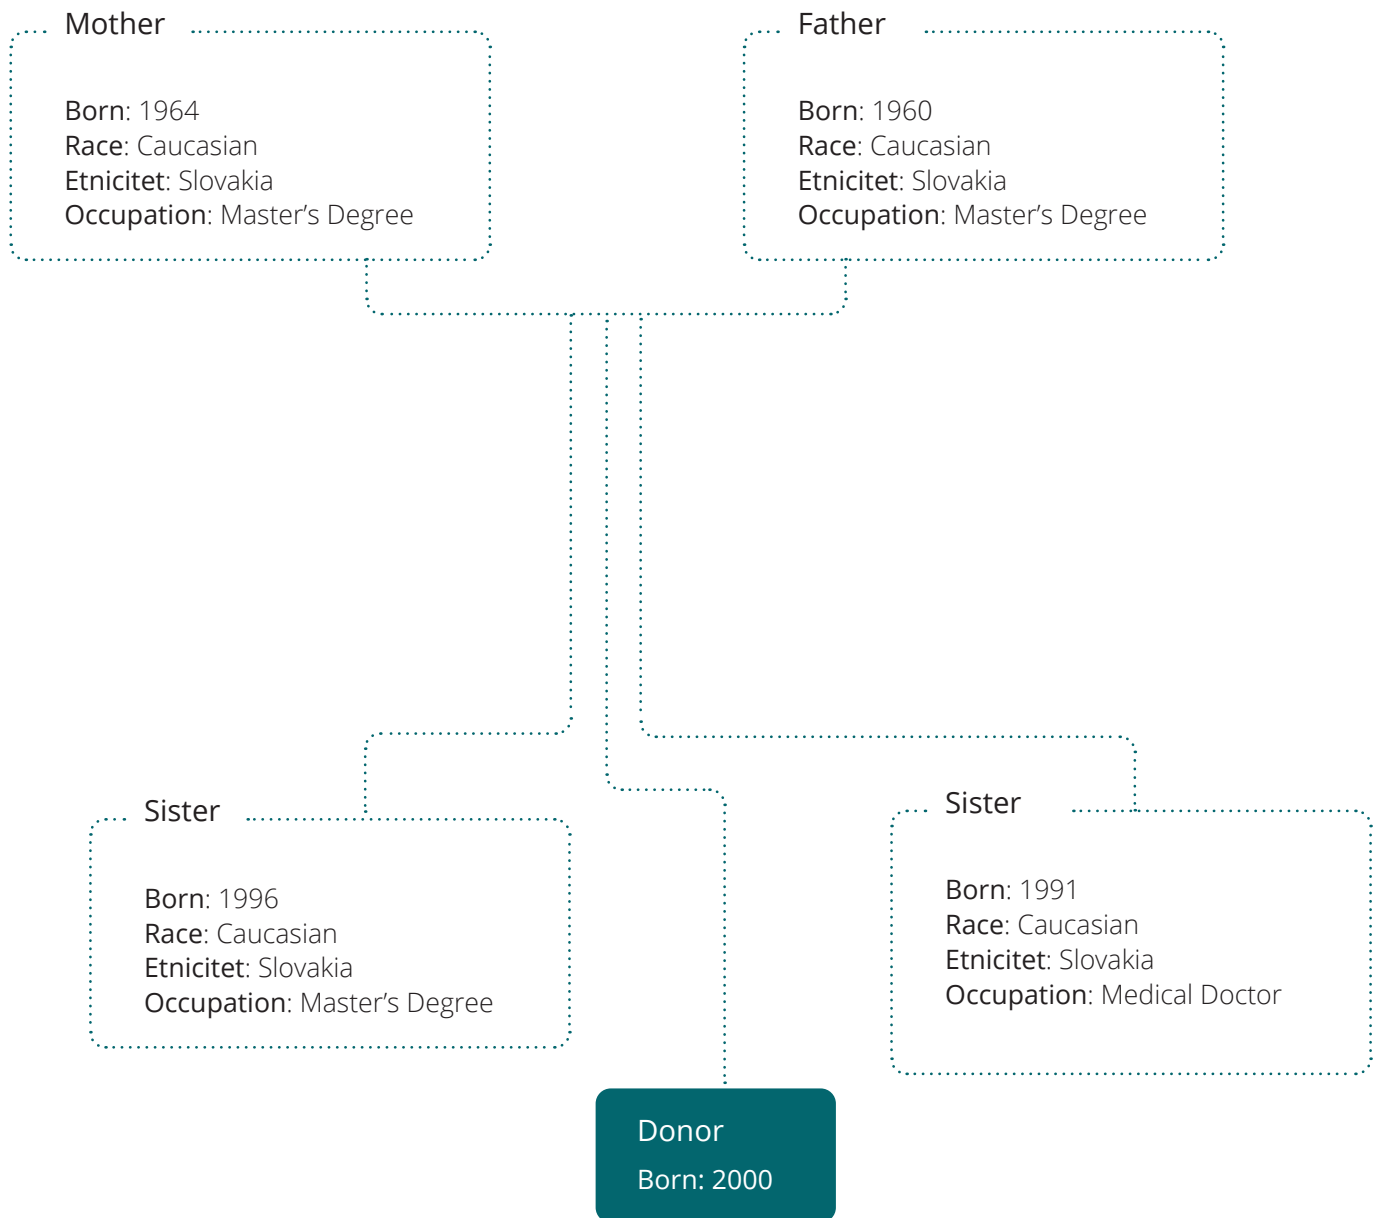 Mother
Born: 1964
Race: Caucasian
Etnicitet: Slovakia
Occupation: Master’s Degree
Father
Born: 1960
Race: Caucasian
Etnicitet: Slovakia
Occupation: Master’s Degree
Sister
Born: 1996
Race: Caucasian
Etnicitet: Slovakia
Occupation: Master’s Degree
Sister
Born: 1991
Race: Caucasian
Etnicitet: Slovakia
Occupation: Medical Doctor
Donor
Born: 2000